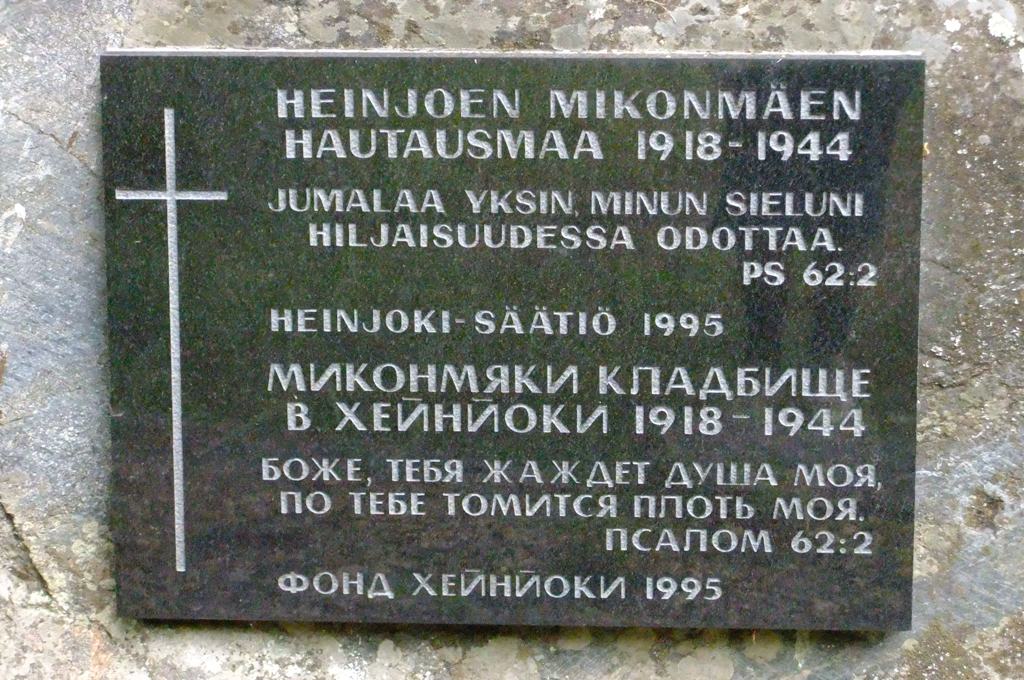 HEINJOEN MIKONMÄEN
HAUTAUSMAA 1918-1944
JUMALAA YKSIN, MINUN SIELUNI
HILJAISUUDESSA ODOTTAA.
PS 62:2
HEINJOKI-SÄÄTIÖ 1995
МИКОНМЯКИ КЛАДБИЩЕ
В ХЕЙНЙОКИ 1918-1944
БОЖЕ, ТЕБЯ ЖАЖДЕТ ДУША МОЯ,
ПО ТЕБЕ ТОМИТСЯ ПЛОТЬ МОЯ.
ПСАЛОМ 62:2
ФОНД ХЕЙНЙОКИ 1995